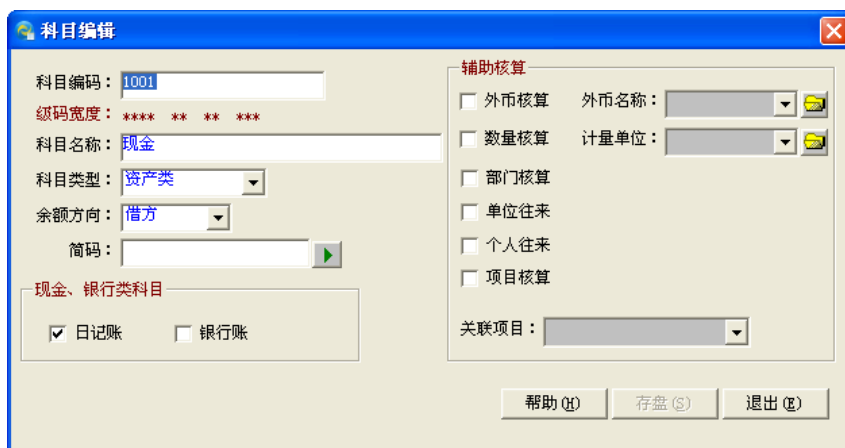 科目编辑
科目编码：1001
级码宽度：**** ** ** ***
科目名称：现金
科目类型：资产类
余额方向：借方
简码：
现金、银行类科目
日记账 银行账
辅助核算
外币核算 外币名称：
数量核算 计量单位：
部门核算
单位往来
个人往来
项目核算
关联项目：
帮助(H) 存盘(S) 退出(E)